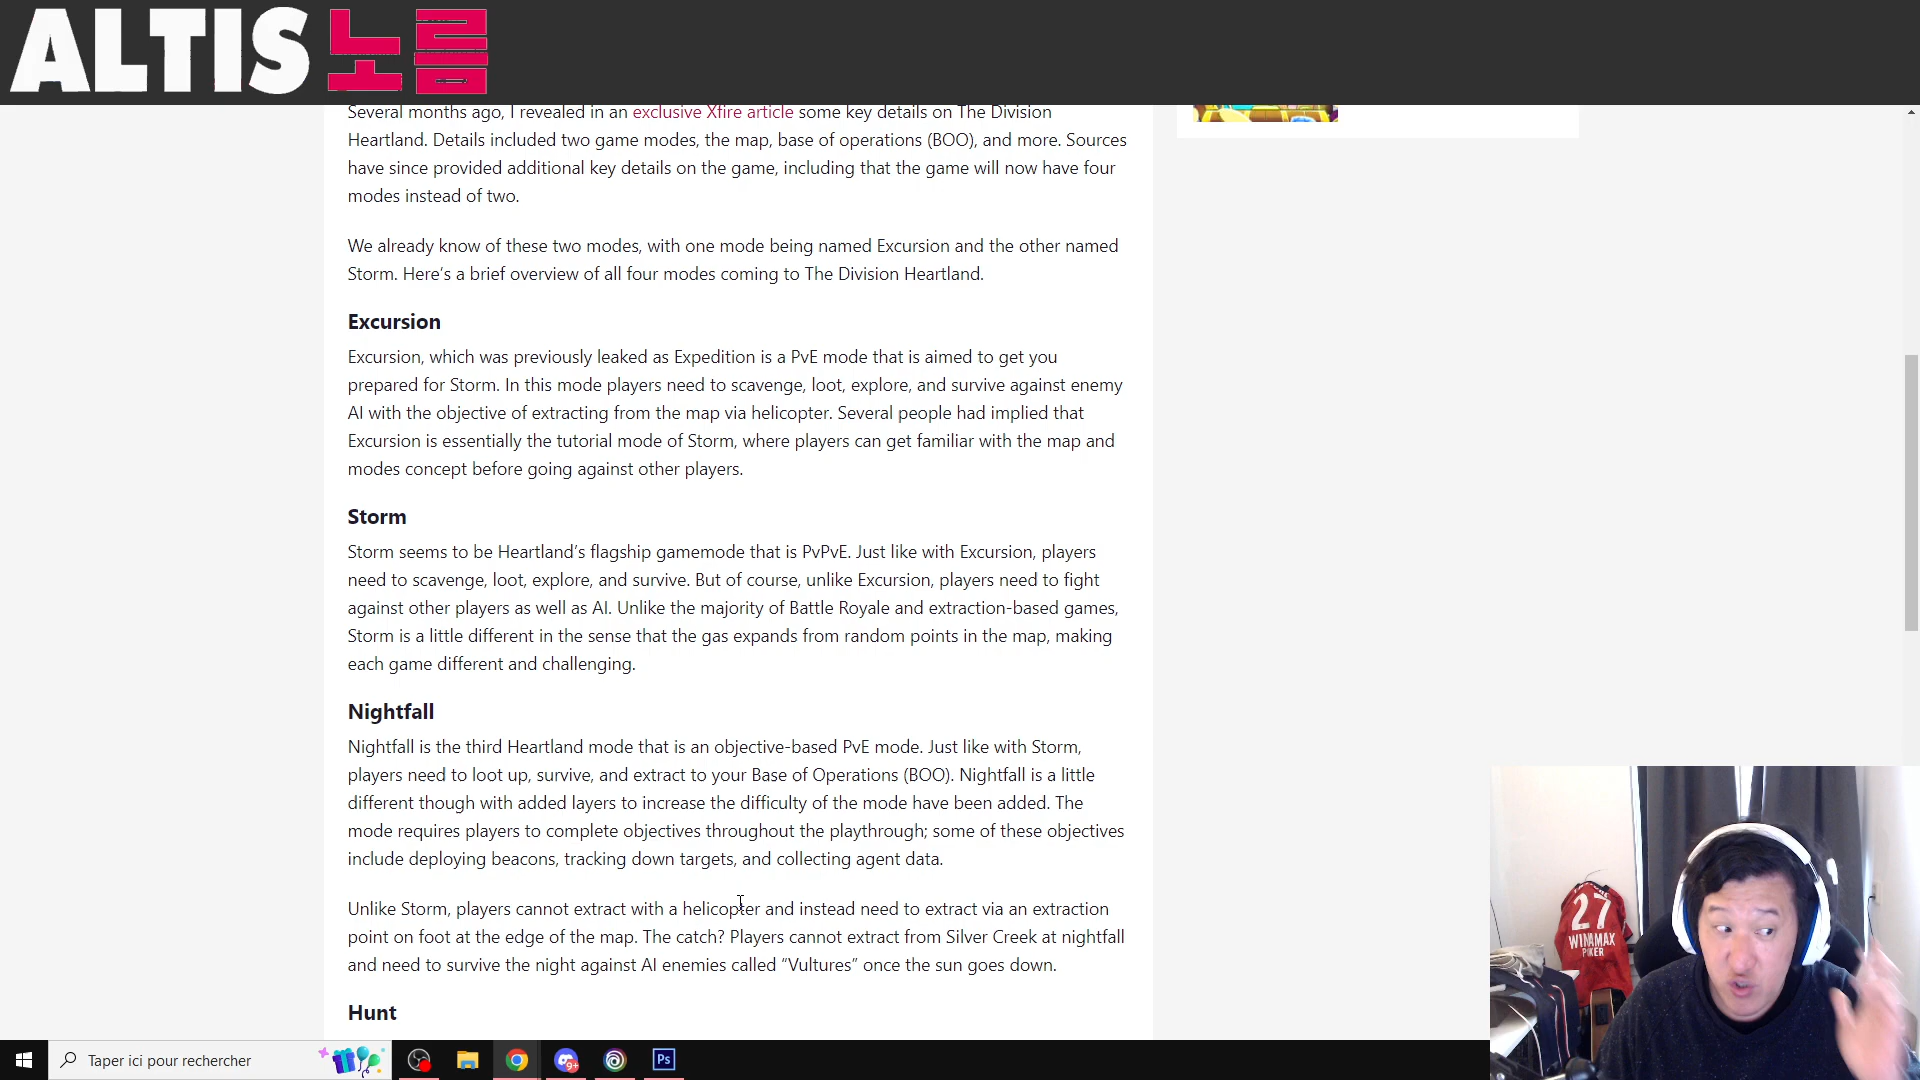 ALTIS 노름
Several months ago, I revealed in an exclusive Xfire article some key details on The Division
Heartland. Details included two game modes, the map, base of operations (BOO), and more. Sources
have since provided additional key details on the game, including that the game will now have four
modes instead of two.
We already know of these two modes, with one mode being named Excursion and the other named
Storm. Here’s a brief overview of all four modes coming to The Division Heartland.
Excursion
Excursion, which was previously leaked as Expedition is a PvE mode that is aimed to get you
prepared for Storm. In this mode players need to scavenge, loot, explore, and survive against enemy
AI with the objective of extracting from the map via helicopter. Several people had implied that
Excursion is essentially the tutorial mode of Storm, where players can get familiar with the map and
modes concept before going against other players.
Storm
Storm seems to be Heartland’s flagship gamemode that is PvPvE. Just like with Excursion, players
need to scavenge, loot, explore, and survive. But of course, unlike Excursion, players need to fight
against other players as well as AI. Unlike the majority of Battle Royale and extraction-based games,
Storm is a little different in the sense that the gas expands from random points in the map, making
each game different and challenging.
Nightfall
Nightfall is the third Heartland mode that is an objective-based PvE mode. Just like with Storm,
players need to loot up, survive, and extract to your Base of Operations (BOO). Nightfall is a little
different though with added layers to increase the difficulty of the mode have been added. The
mode requires players to complete objectives throughout the playthrough; some of these objectives
include deploying beacons, tracking down targets, and collecting agent data.
Unlike Storm, players cannot extract with a helicopter and instead need to extract via an extraction
point on foot at the edge of the map. The catch? Players cannot extract from Silver Creek at nightfall
and need to survive the night against AI enemies called “Vultures” once the sun goes down.
Hunt
27
WINAMAX
POKER
Taper ici pour rechercher
9+
Ps